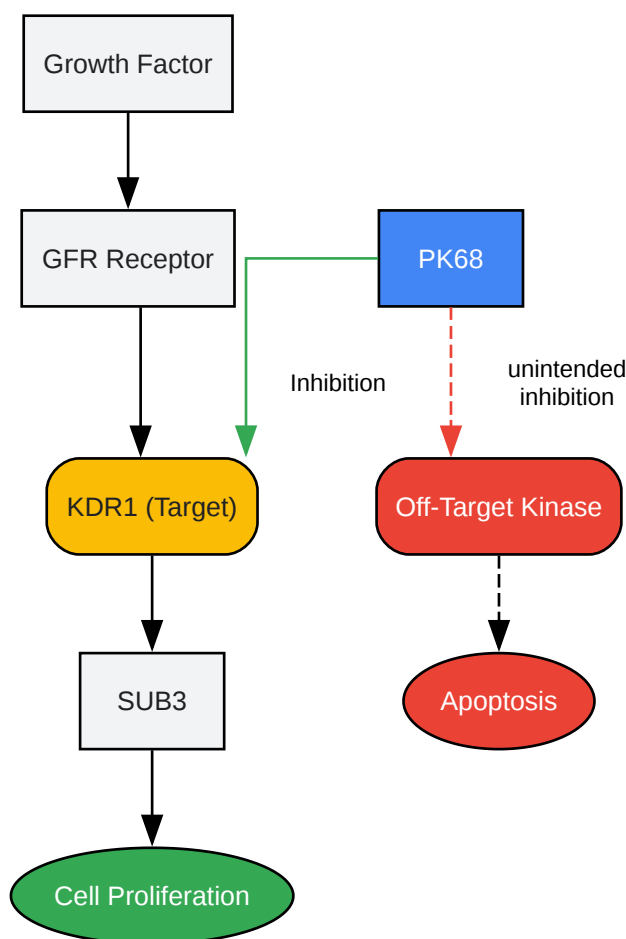 Growth Factor
GFR Receptor
PK68
Inhibition
unintended
inhibition
KDR1 (Target)
Off-Target Kinase
SUB3
Apoptosis
Cell Proliferation